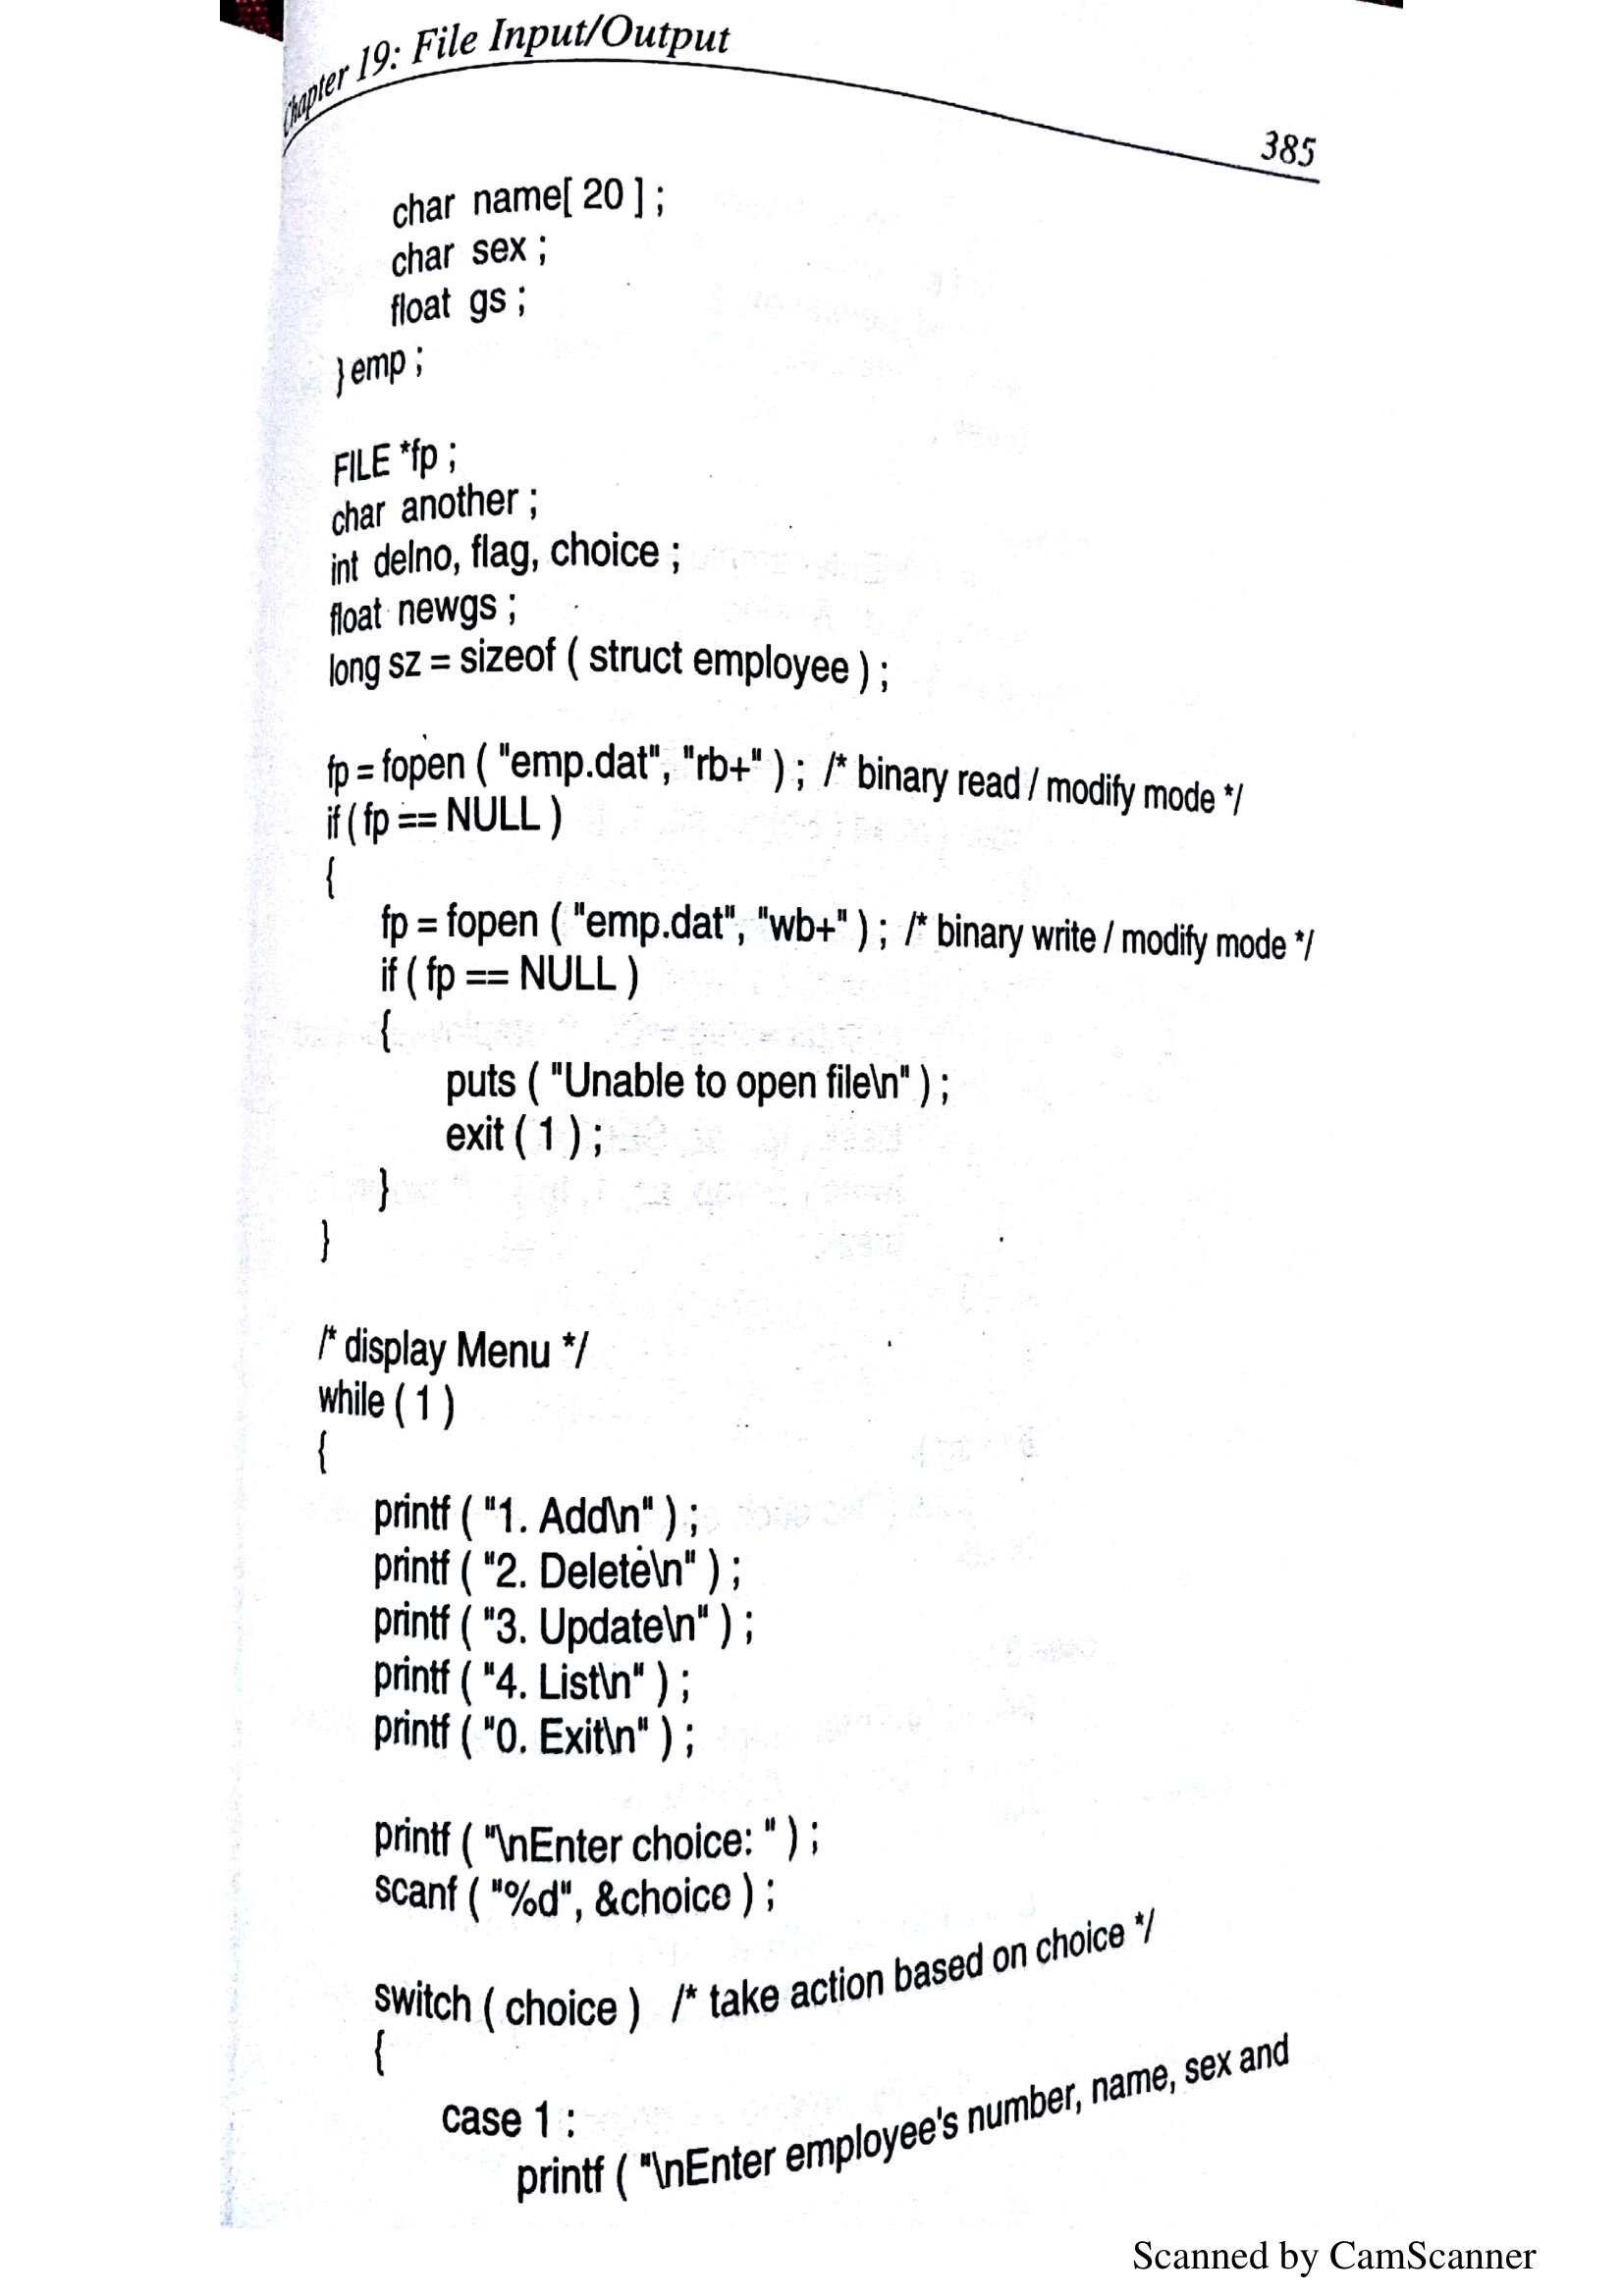 Chapter 19: File Input/Output
385
char name[ 20 ] ;
char sex ;
float gs ;
} emp ;
FILE *fp ;
char another ;
int delno, flag, choice ;
float newgs ;
long sz = sizeof ( struct employee ) ;
fp = fopen ( "emp.dat", "rb+" ) ; /* binary read / modify mode */
if ( fp == NULL )
{
fp = fopen ( "emp.dat", "wb+" ) ; /* binary write / modify mode */
if ( fp == NULL )
{
puts ( "Unable to open file\n" ) ;
exit ( 1 ) ;
}
}
/* display Menu */
while ( 1 )
{
printf ( "1. Add\n" ) ;
printf ( "2. Delete\n" ) ;
printf ( "3. Update\n" ) ;
printf ( "4. List\n" ) ;
printf ( "0. Exit\n" ) ;
printf ( "\nEnter choice: " ) ;
scanf ( "%d", &choice ) ;
switch ( choice ) /* take action based on choice */
{
case 1 :
printf ( "\nEnter employee's number, name, sex and
Scanned by CamScanner